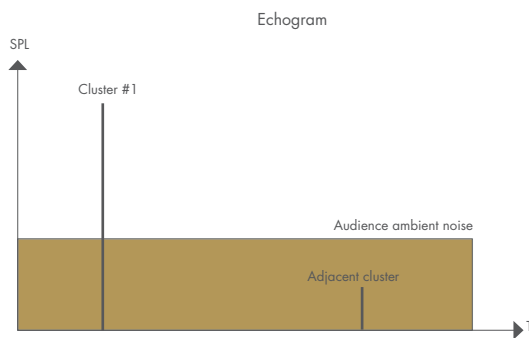 Echogram
SPL
Cluster #1
Audience ambient noise
Adjacent cluster
T